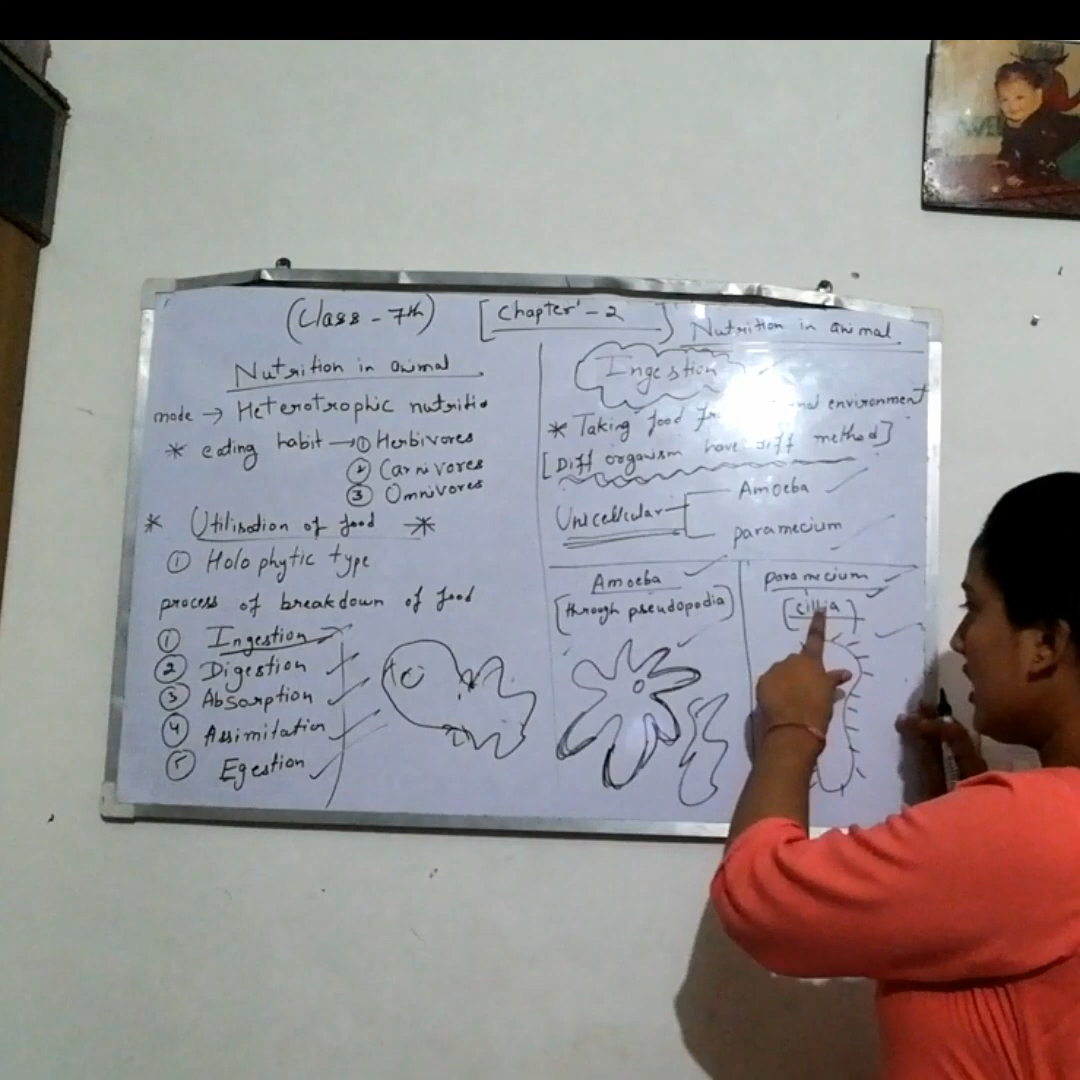 (Class - 7th) [Chapter - 2]
Nutrition in animal.
Nutrition in animal
mode → Heterotrophic nutritio
* eating habit → ① Herbivores
② Carnivores
③ Omnivores
* Utilisation of food *
① Holophytic type
process of breakdown of food
① Ingestion
② Digestion
③ Absorption
④ Assimilation
⑤ Egestion
Ingestion
* Taking food environment
[Diff organism have diff method]
Unicellular
Amoeba
paramecium
Amoeba
[through pseudopodia]
paramecium
[cillia]